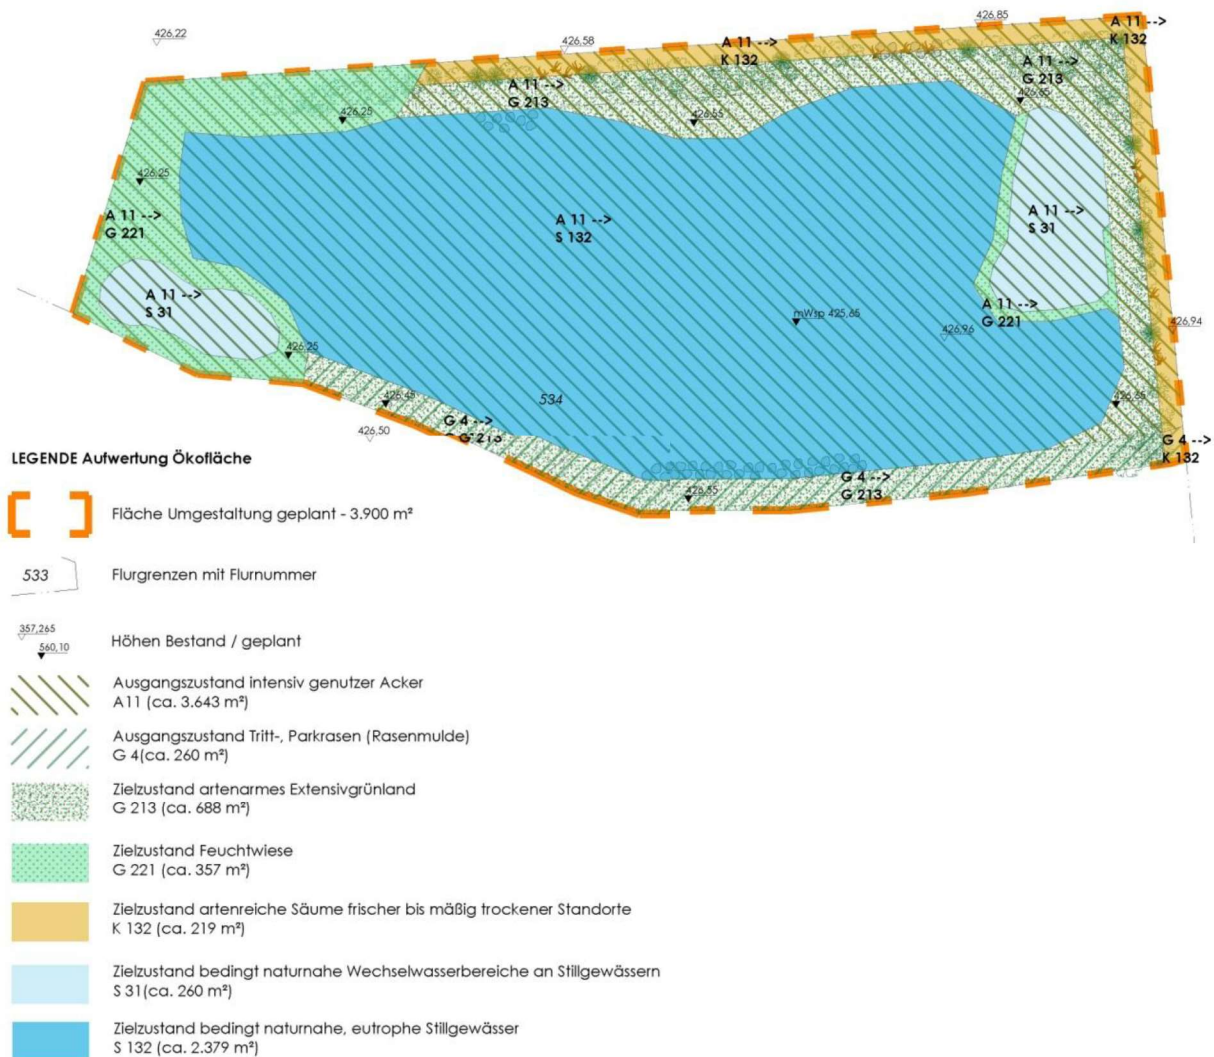 426,22
426,58
426,85
A 11 -->
K 132
A 11 -->
K 132
A 11 -->
G 213
A 11 -->
G 213
426,65
426,25
426,55
426,25
A 11 -->
G 221
A 11 -->
S 132
A 11 -->
S 31
A 11 -->
S 31
A 11 -->
G 221
mWsp 425,65
426,96
426,94
426,25
426,48
534
426,65
426,50
G 4 -->
G 213
G 4 -->
K 132
G 4 -->
G 213
426,55
LEGENDE Aufwertung Ökofläche
Fläche Umgestaltung geplant - 3.900 m²
533
Flurgrenzen mit Flurnummer
357,265
560,10
Höhen Bestand / geplant
Ausgangszustand intensiv genutzer Acker
A11 (ca. 3.643 m²)
Ausgangszustand Tritt-, Parkrasen (Rasenmulde)
G 4(ca. 260 m²)
Zielzustand artenarmes Extensivgrünland
G 213 (ca. 688 m²)
Zielzustand Feuchtwiese
G 221 (ca. 357 m²)
Zielzustand artenreiche Säume frischer bis mäßig trockener Standorte
K 132 (ca. 219 m²)
Zielzustand bedingt naturnahe Wechselwasserbereiche an Stillgewässern
S 31(ca. 260 m²)
Zielzustand bedingt naturnahe, eutrophe Stillgewässer
S 132 (ca. 2.379 m²)